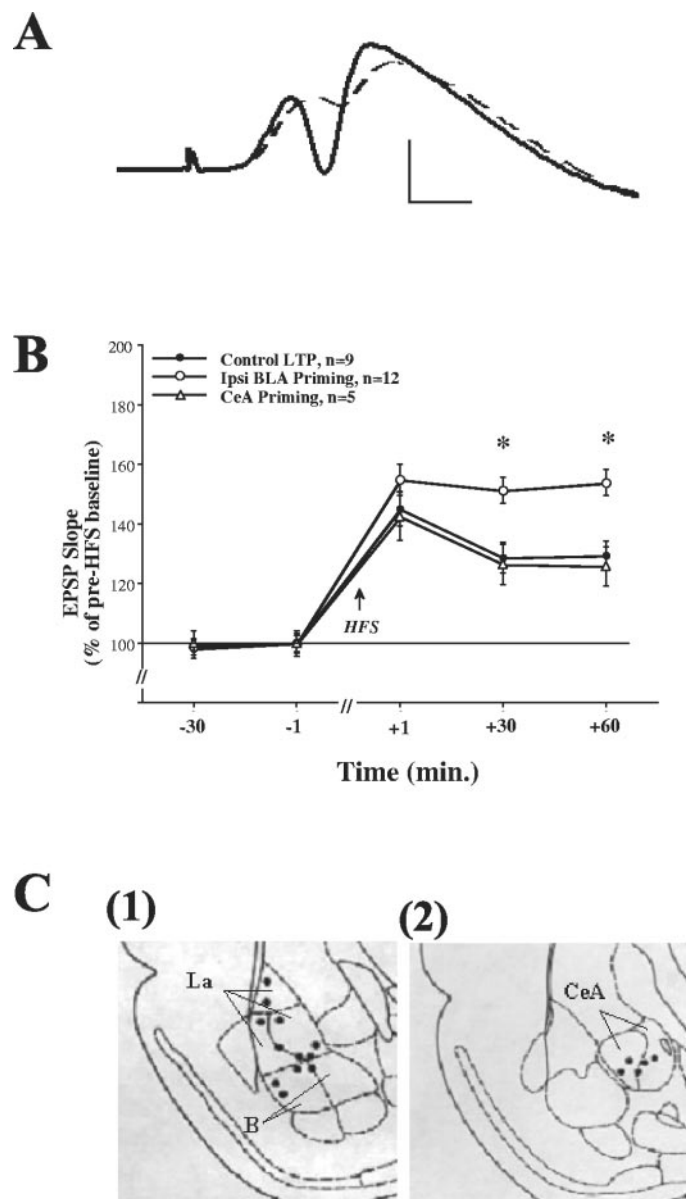 A
B
200
180
160
140
120
100
EPSP Slope
(% of pre-HFS baseline)
Control LTP, n=9
Ipsi BLA Priming, n=12
CeA Priming, n=5
*
*
HFS
//
//
//
-30
-1
+1
+30
+60
Time (min.)
C
(1)
(2)
La
B
CeA